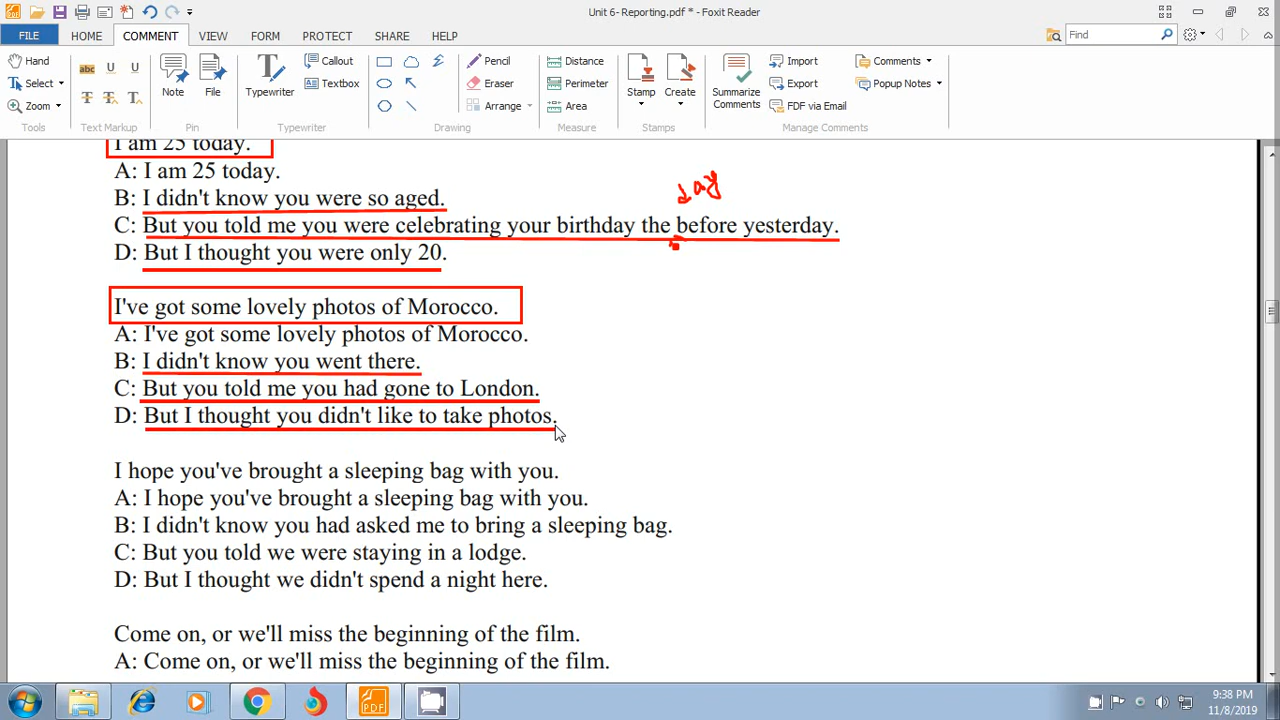 Unit 6- Reporting.pdf * - Foxit Reader
FILE HOME COMMENT VIEW FORM PROTECT SHARE HELP
Find
Hand
Select
Zoom
Tools
abc U U
T T T
Text Markup
Note
File
Pin
Typewriter
Callout
Textbox
Typewriter
Pencil
Eraser
Arrange
Drawing
Distance
Perimeter
Area
Measure
Stamp
Create
Stamps
Summarize
Comments
Import
Export
FDF via Email
Comments
Popup Notes
Manage Comments
I am 25 today.
A: I am 25 today.
day
B: I didn't know you were so aged.
C: But you told me you were celebrating your birthday the before yesterday.
D: But I thought you were only 20.
I've got some lovely photos of Morocco.
A: I've got some lovely photos of Morocco.
B: I didn't know you went there.
C: But you told me you had gone to London.
D: But I thought you didn't like to take photos.
I hope you've brought a sleeping bag with you.
A: I hope you've brought a sleeping bag with you.
B: I didn't know you had asked me to bring a sleeping bag.
C: But you told we were staying in a lodge.
D: But I thought we didn't spend a night here.
Come on, or we'll miss the beginning of the film.
A: Come on, or we'll miss the beginning of the film.
9:38 PM
11/8/2019